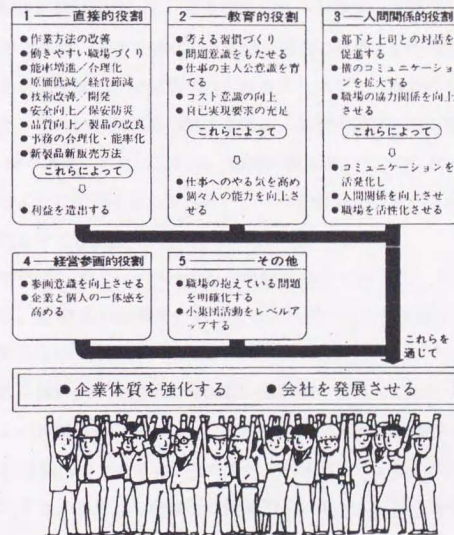 1——直接的役割
●作業方法の改善
●働きやすい職場づくり
●能率増進／合理化
●原価低減／経費節減
●技術改善／開発
●安全向上／保安防災
●品質向上／製品の改良
●事務の合理化・能率化
●新製品新販売方法
これらによって
⇩
●利益を造出する
2——教育的役割
●考える習慣づくり
●問題意識をもたせる
●仕事の主人公意識を育
てる
●コスト意識の向上
●自己実現要求の充足
これらによって
⇩
●仕事へのやる気を高め
●個々人の能力を向上さ
せる
3—人間関係的役割
●部下と上司との対話を
促進する
●横のコミュニケーショ
ンを拡大する
●職場の協力関係を向上
させる
これらによって
⇩
●コミュニケーションを
活発化し
●人間関係を向上させ
●職場を活性化させる
4——経営参画的役割
●参画意識を向上させる
●企業と個人の一体感を
高める
5——その他
●職場の抱えている問題
を明確化する
●小集団活動をレベルア
ップする
これらを
通じて
●企業体質を強化する ●会社を発展させる